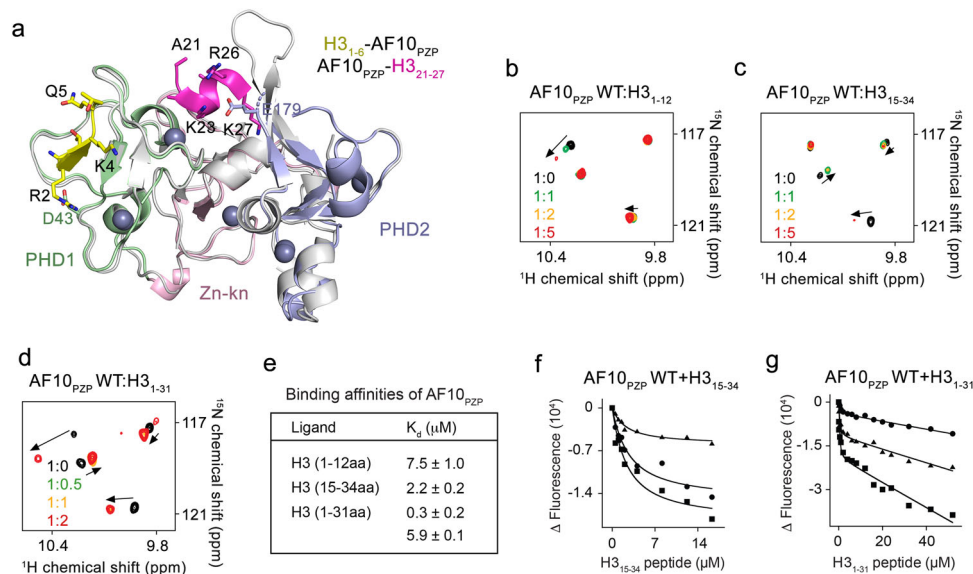 a
H3₁₋₆-AF10PZP
AF10PZP-H3₂₁₋₂₇
A21
R26
Q5
K23
K27
E179
K4
R2
D43
PHD1
PHD2
Zn-kn
b
AF10PZP WT:H3₁₋₁₂
1:0
1:1
1:2
1:5
117
121
¹⁵N chemical shift (ppm)
10.4 9.8
¹H chemical shift (ppm)
c
AF10PZP WT:H3₁₅₋₃₄
1:0
1:1
1:2
1:5
117
121
¹⁵N chemical shift (ppm)
10.4 9.8
¹H chemical shift (ppm)
d
AF10PZP WT:H3₁₋₃₁
1:0
1:0.5
1:1
1:2
117
121
¹⁵N chemical shift (ppm)
10.4 9.8
¹H chemical shift (ppm)
e
Binding affinities of AF10PZP
Ligand Kd (μM)
H3 (1-12aa) 7.5 ± 1.0
H3 (15-34aa) 2.2 ± 0.2
H3 (1-31aa) 0.3 ± 0.2
5.9 ± 0.1
f
AF10PZP WT+H3₁₅₋₃₄
Δ Fluorescence (10⁴)
0
-0.7
-1.4
0 7 14
H3₁₅₋₃₄ peptide (μM)
g
AF10PZP WT+H3₁₋₃₁
Δ Fluorescence (10⁴)
0
-1.5
-3
0 20 40
H3₁₋₃₁ peptide (μM)